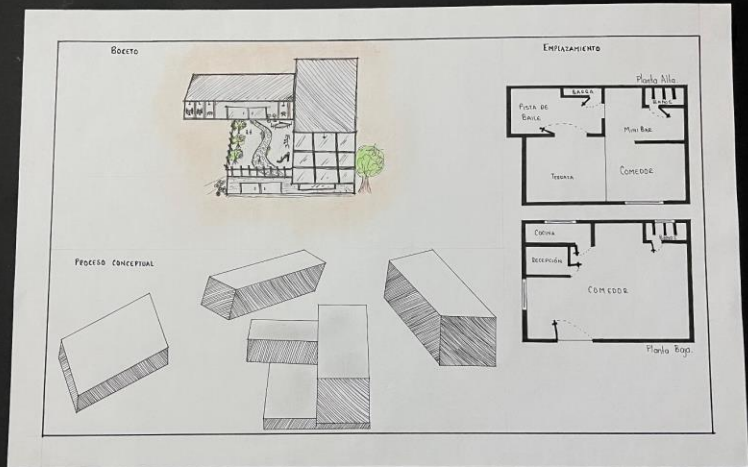 BOCETO
EMPLAZAMIENTO
Planta Alta.
BARRA
BAÑOS
PISTA DE
BAILE
MINI BAR
TERRAZA
COMEDOR
COCINA
BAÑOS
RECEPCIÓN
COMEDOR
Planta Baja.
PROCESO CONCEPTUAL